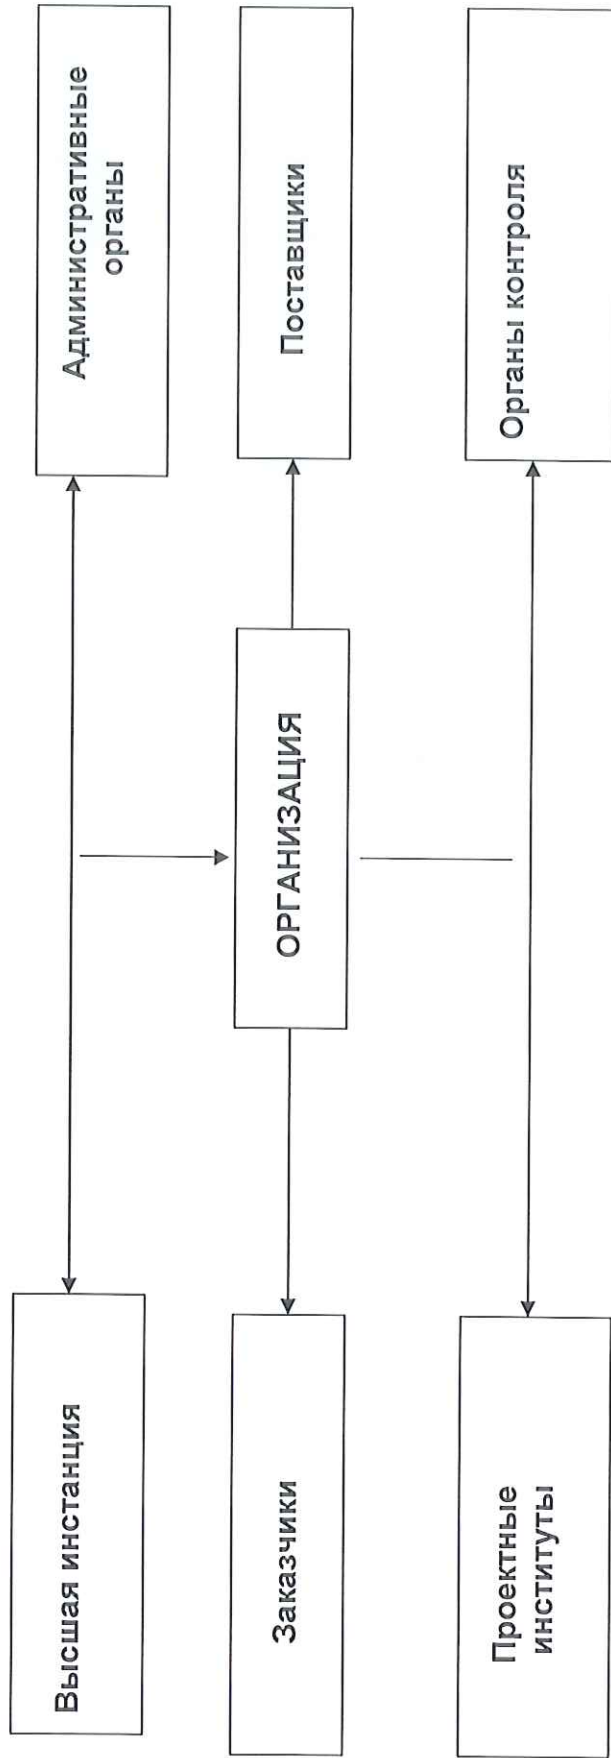 Высшая инстанция
Административные
органы
Заказчики
ОРГАНИЗАЦИЯ
Поставщики
Проектные
институты
Органы контроля